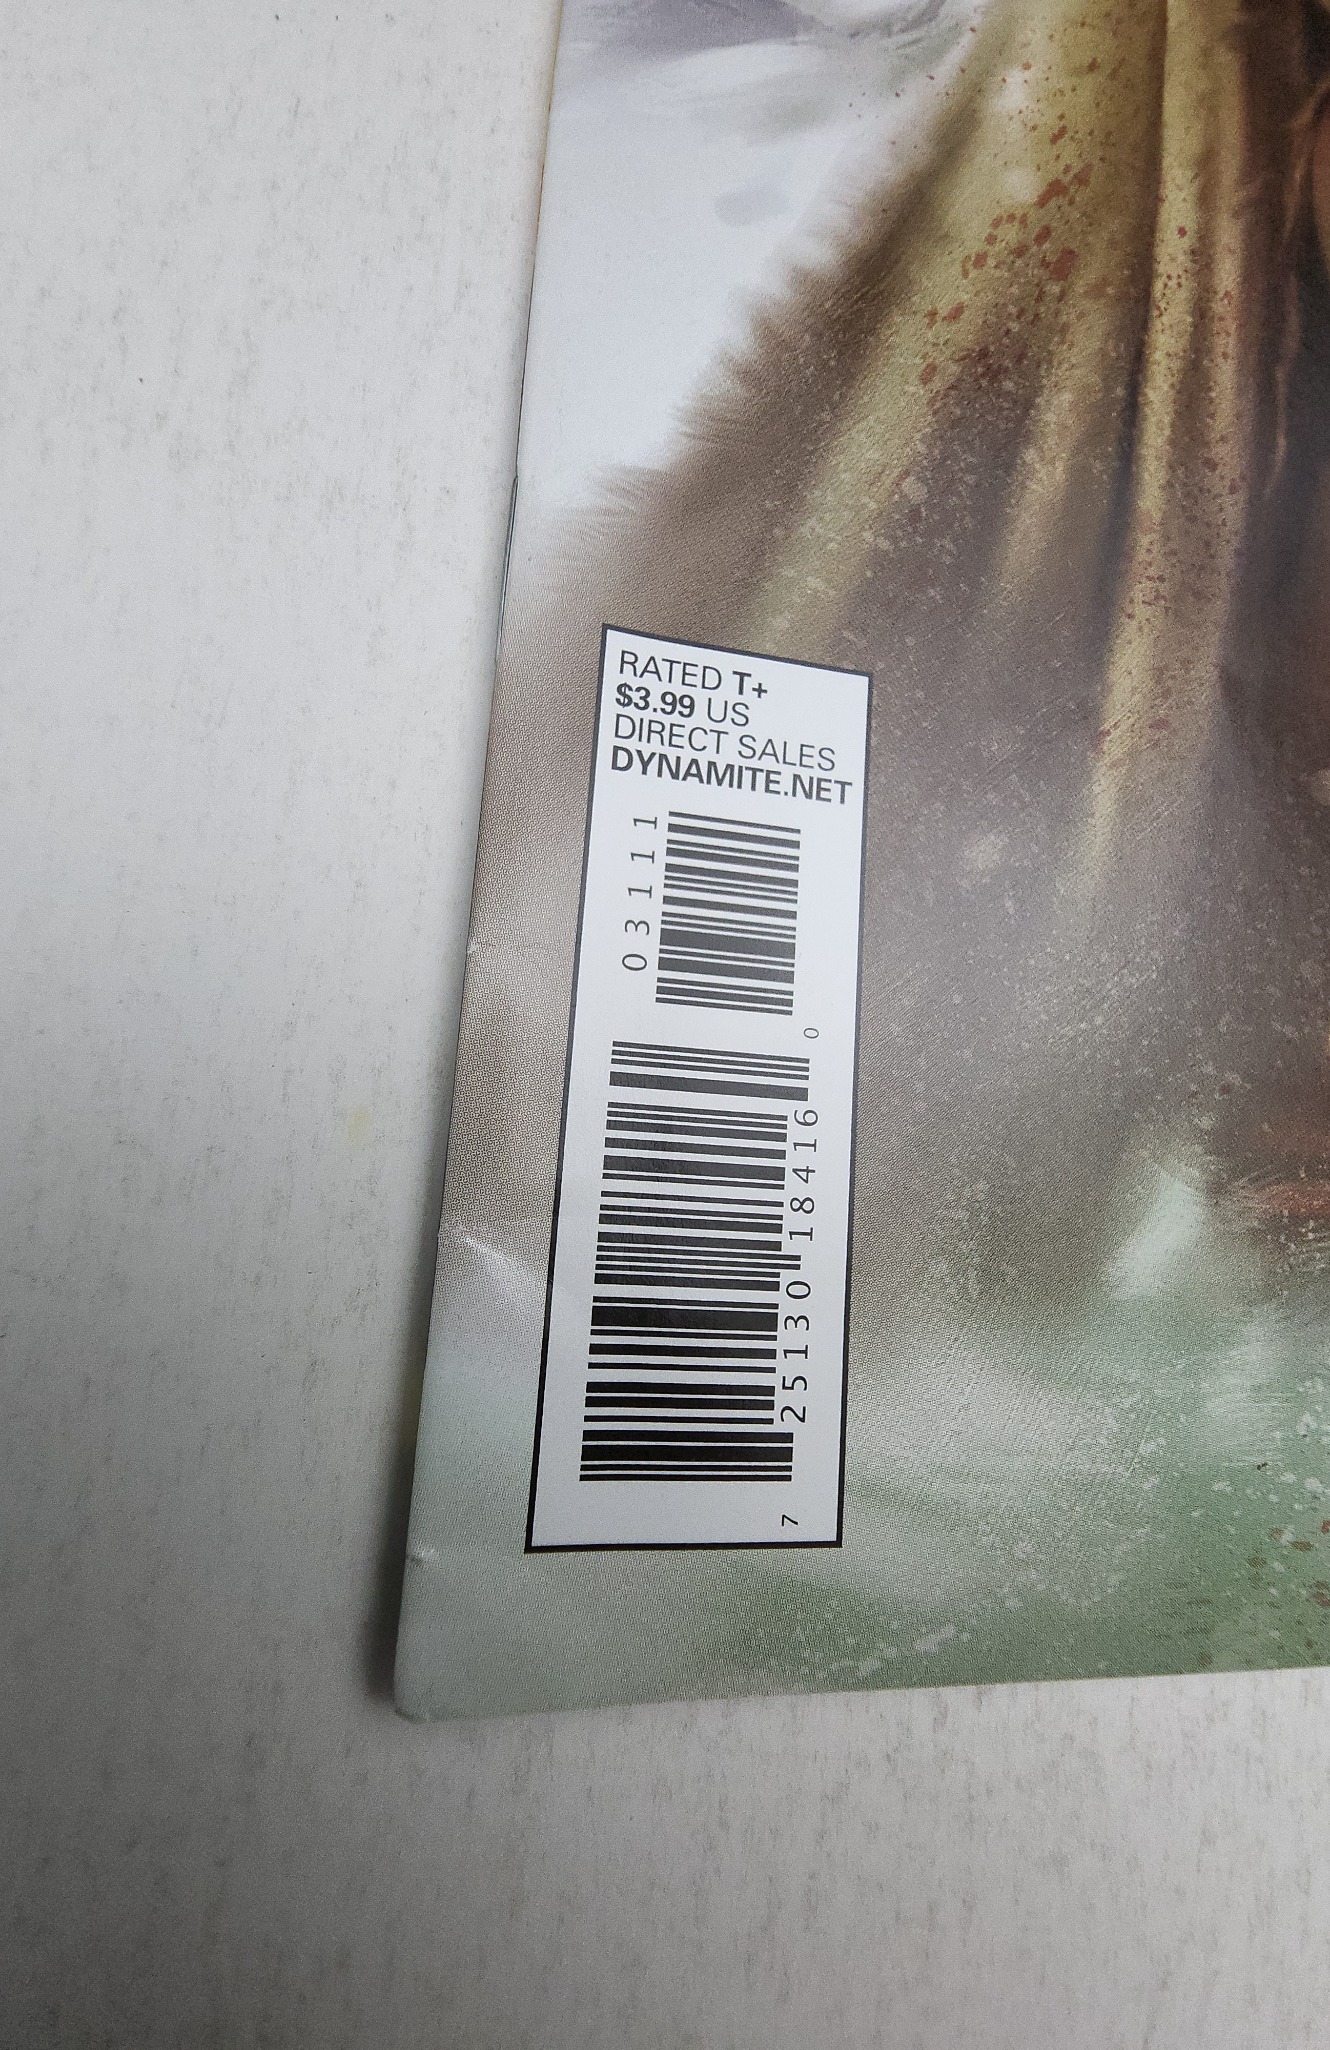 RATED T+
$3.99 US
DIRECT SALES
DYNAMITE.NET
03111
7 25130 18416 0